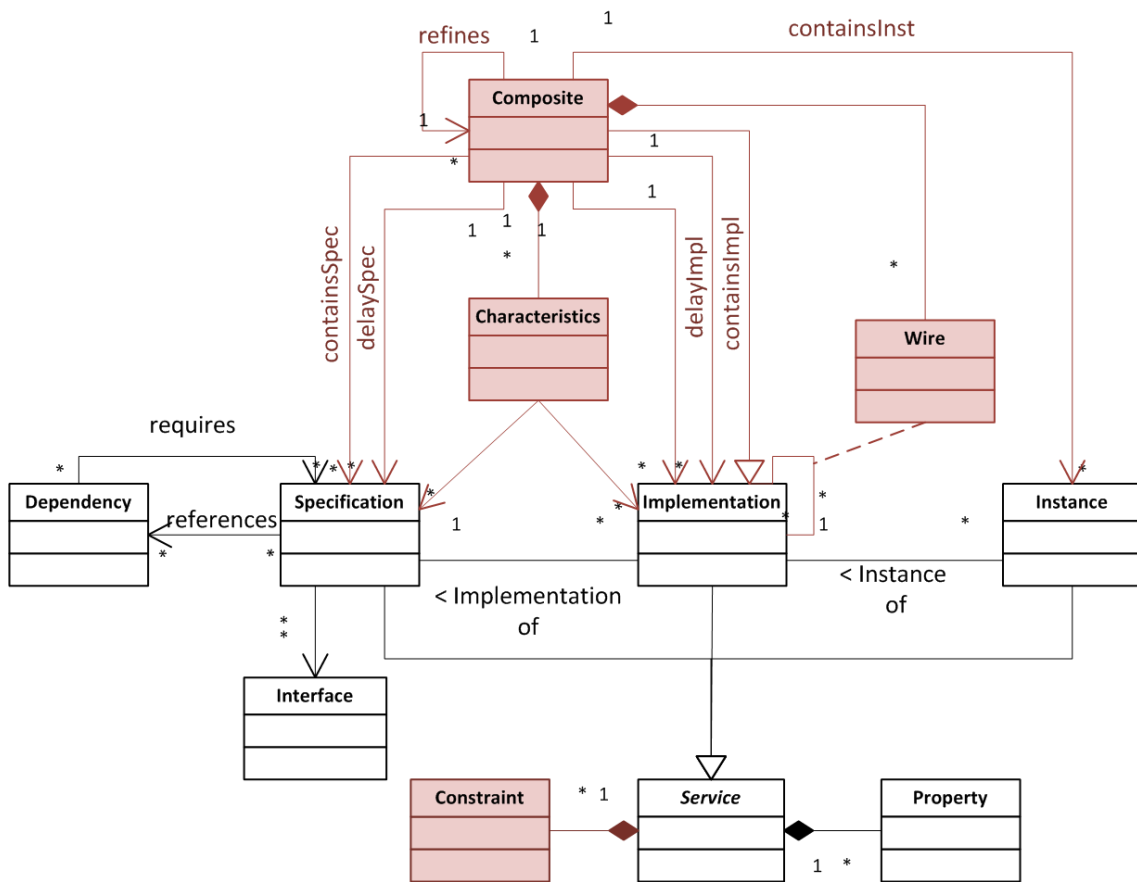 1
refines
1
containsInst
Composite
1
1
*
1
1
1
1
*
*
containsSpec
delaySpec
delayImpl
containsImpl
Characteristics
Wire
requires
*
*
*
*
*
*
*
Dependency
Specification
*
Implementation
*
*
*
Instance
references
1
*
1
*
*
*
< Implementation
of
< Instance
of
*
*
Interface
Constraint
*
1
Service
Property
1
*